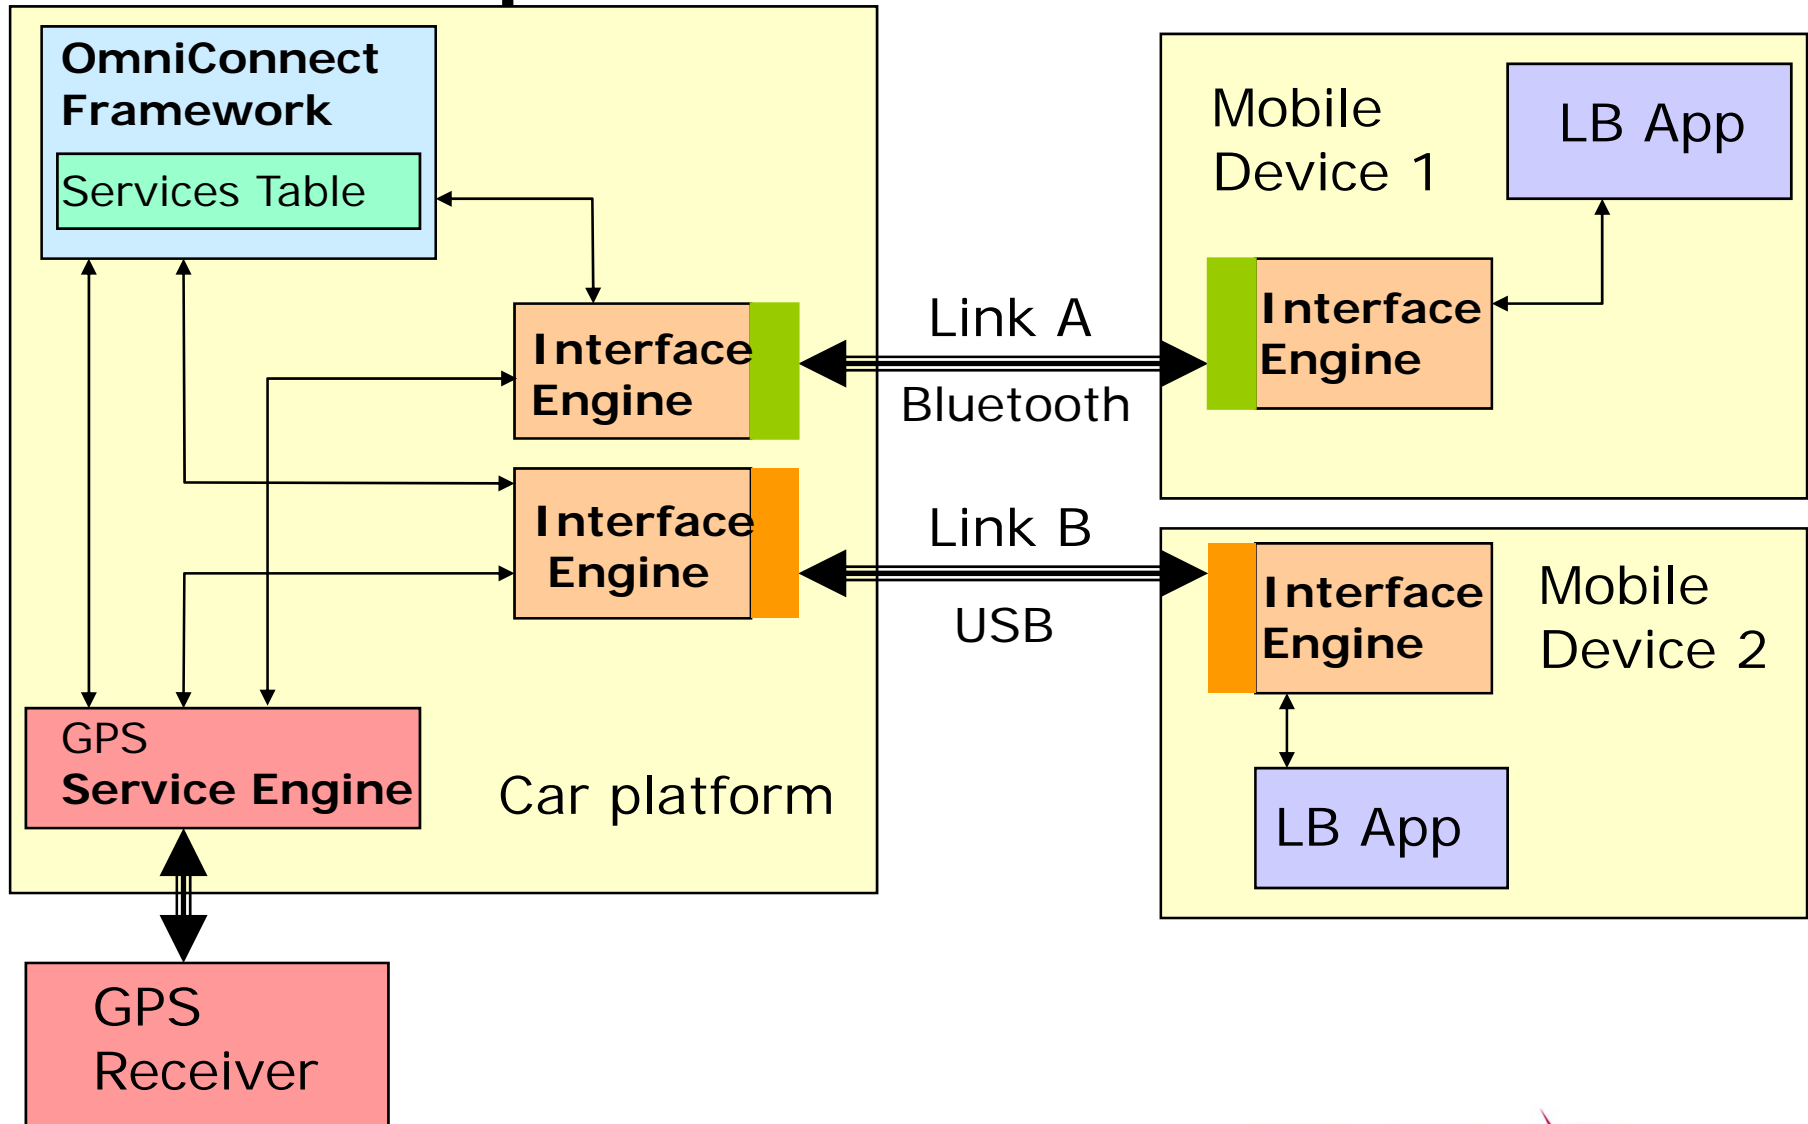 OmniConnect
Framework
Services Table
Interface
Engine
Interface
Engine
GPS
Service Engine
Car platform
GPS
Receiver
Link A
Bluetooth
Link B
USB
Mobile
Device 1
LB App
Interface
Engine
Interface
Engine
Mobile
Device 2
LB App